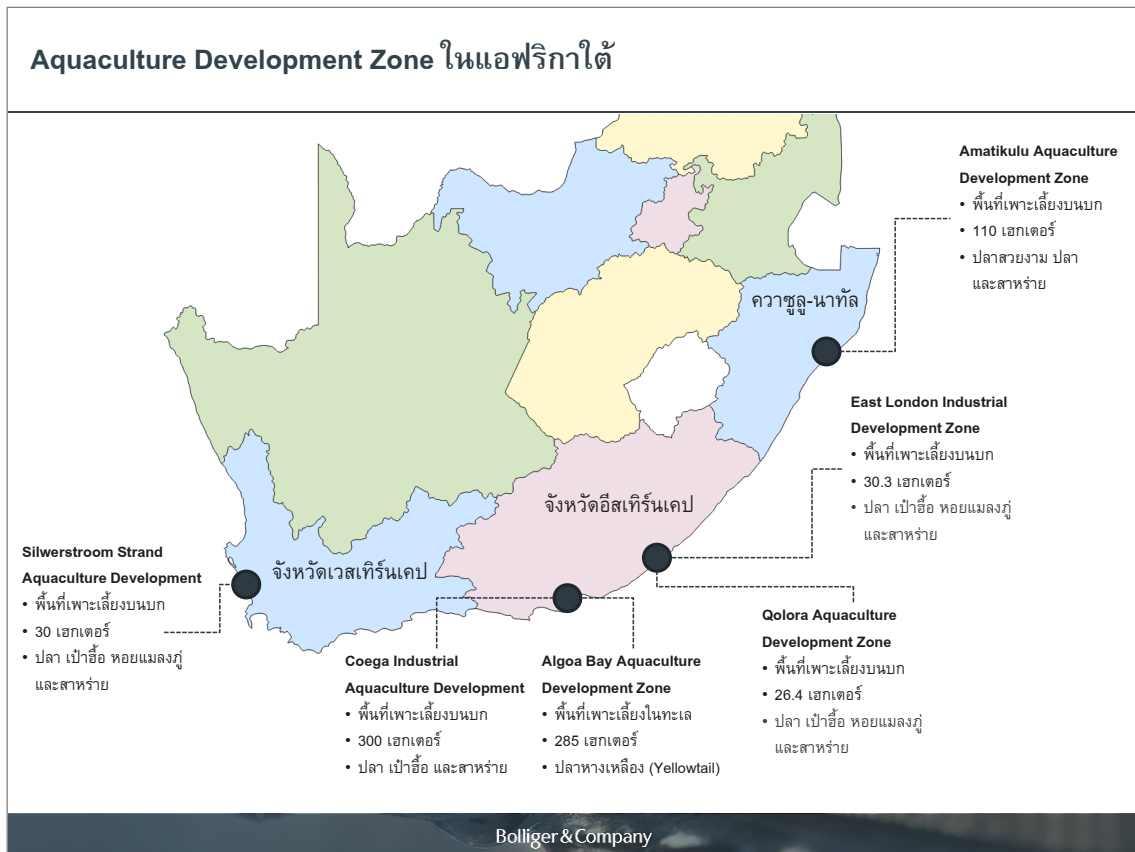 Aquaculture Development Zone ในแอฟริกาใต้
Amatikulu Aquaculture
Development Zone
• พื้นที่เพาะเลี้ยงบนบก
• 110 เฮกเตอร์
• ปลาสวยงาม ปลา
และสาหร่าย
ควาซูลู-นาทัล
East London Industrial
Development Zone
• พื้นที่เพาะเลี้ยงบนบก
• 30.3 เฮกเตอร์
• ปลา เป๋าฮื้อ หอยแมลงภู่
และสาหร่าย
จังหวัดอีสเทิร์นเคป
จังหวัดเวสเทิร์นเคป
Silwerstroom Strand
Aquaculture Development
• พื้นที่เพาะเลี้ยงบนบก
• 30 เฮกเตอร์
• ปลา เป๋าฮื้อ หอยแมลงภู่
และสาหร่าย
Coega Industrial
Aquaculture Development
• พื้นที่เพาะเลี้ยงบนบก
• 300 เฮกเตอร์
• ปลา เป๋าฮื้อ และสาหร่าย
Algoa Bay Aquaculture
Development Zone
• พื้นที่เพาะเลี้ยงในทะเล
• 285 เฮกเตอร์
• ปลาหางเหลือง (Yellowtail)
Qolora Aquaculture
Development Zone
• พื้นที่เพาะเลี้ยงบนบก
• 26.4 เฮกเตอร์
• ปลา เป๋าฮื้อ หอยแมลงภู่
และสาหร่าย
Bolliger & Company